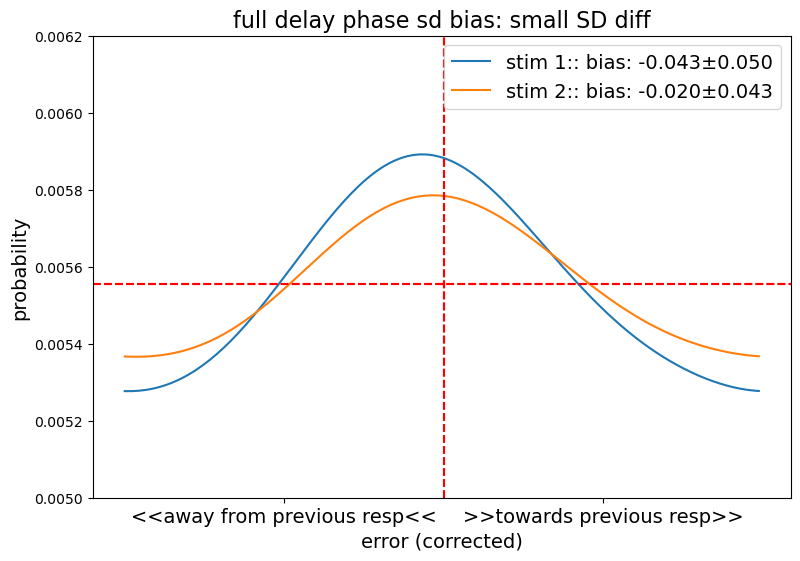 full delay phase sd bias: small SD diff
stim 1:: bias: -0.043±0.050
stim 2:: bias: -0.020±0.043
probability
0.0062
0.0060
0.0058
0.0056
0.0054
0.0052
0.0050
<<away from previous resp<<
>>towards previous resp>>
error (corrected)